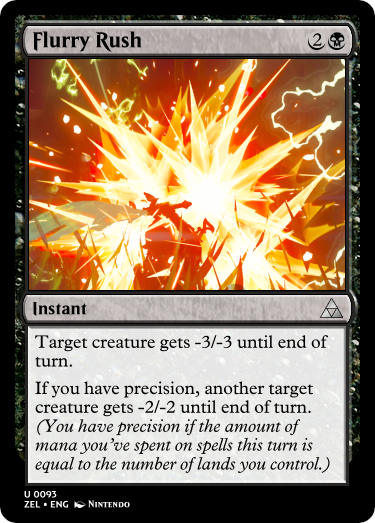 Flurry Rush 2
Instant
Target creature gets -3/-3 until end of
turn.
If you have precision, another target
creature gets -2/-2 until end of turn.
(You have precision if the amount of
mana you've spent on spells this turn is
equal to the number of lands you control.)
U 0093
ZEL • ENG Nintendo